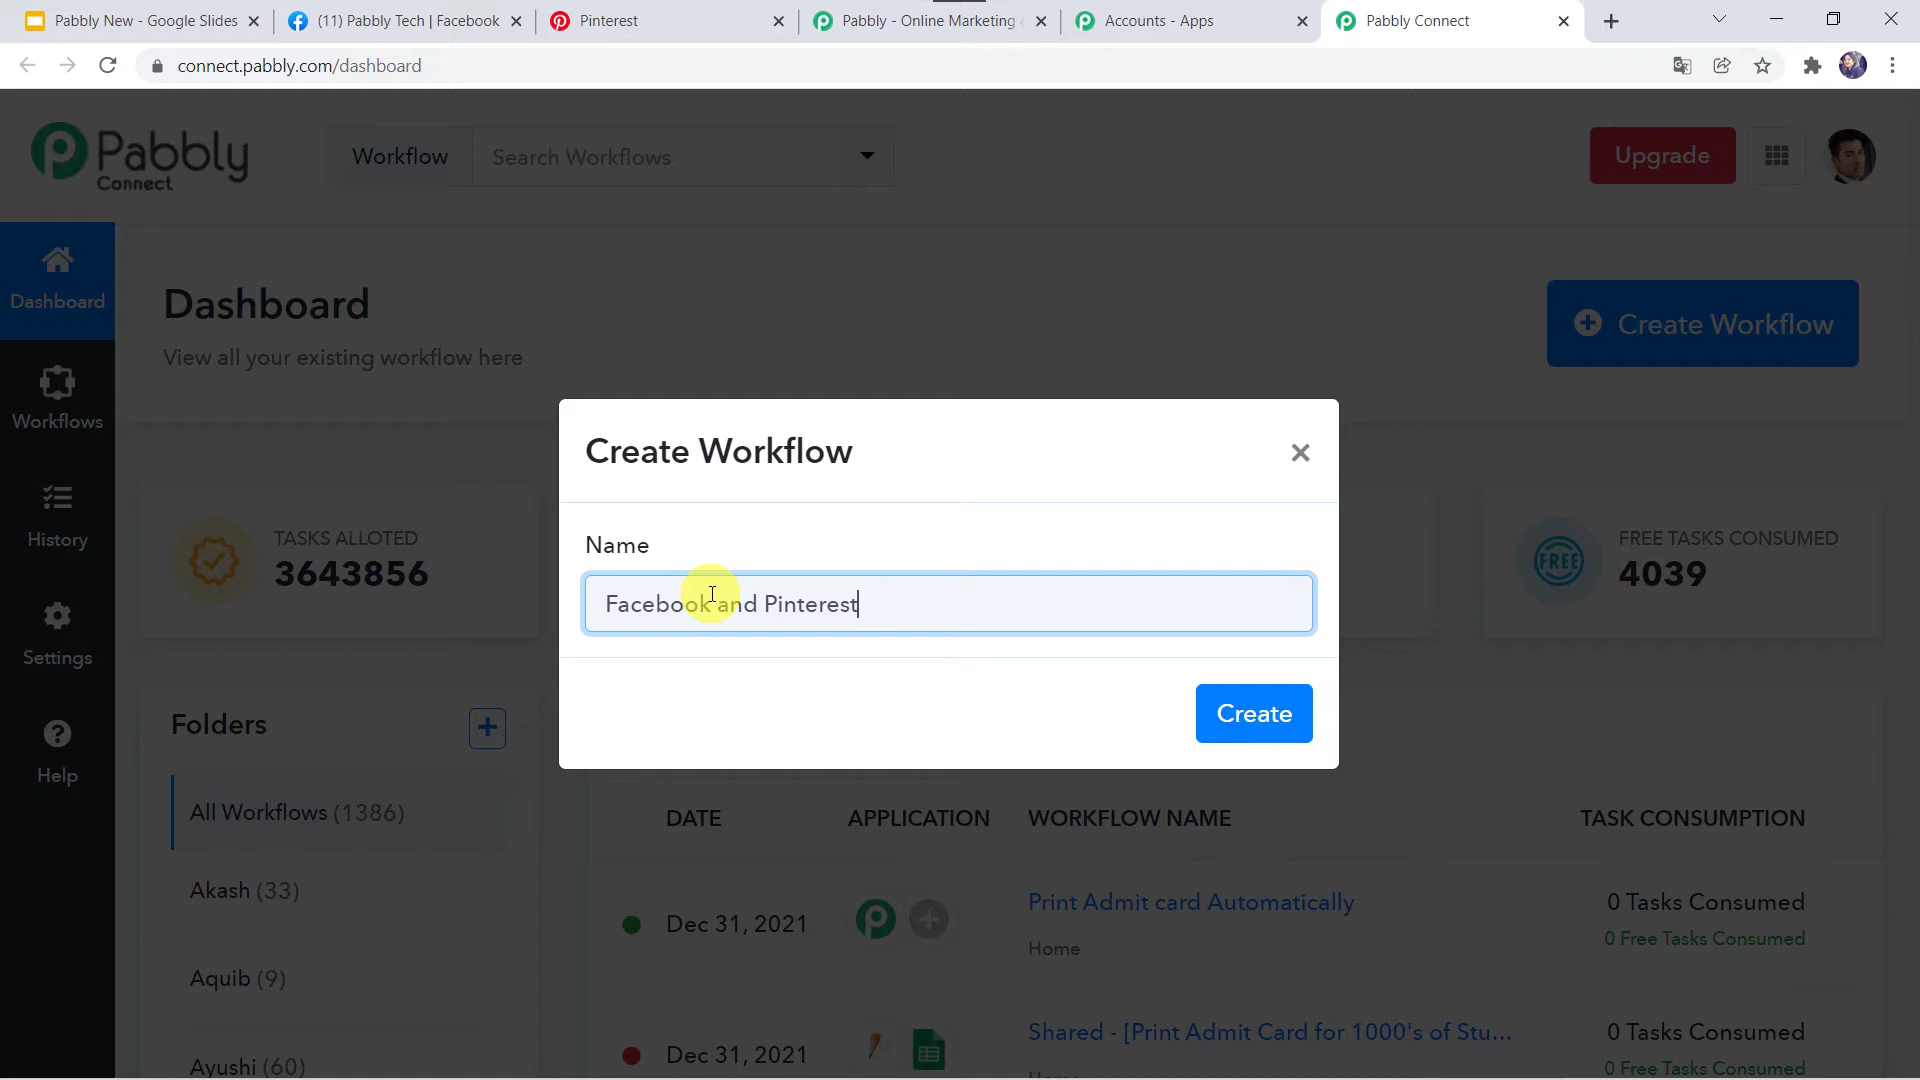 Pabbly New - Google Slides
(11) Pabbly Tech | Facebook
Pinterest
Pabbly - Online Marketing
Accounts - Apps
Pabbly Connect
connect.pabbly.com/dashboard
Pabbly
Connect
Workflow
Search Workflows
Upgrade
Dashboard
Dashboard
View all your existing workflow here
Create Workflow
Workflows
Create Workflow
History
TASKS ALLOTED
3643856
Name
Facebook and Pinterest
FREE
FREE TASKS CONSUMED
4039
Settings
Create
Folders
Help
All Workflows (1386)
DATE
APPLICATION
WORKFLOW NAME
TASK CONSUMPTION
Akash (33)
Dec 31, 2021
Print Admit card Automatically
0 Tasks Consumed
Home
0 Free Tasks Consumed
Aquib (9)
Dec 31, 2021
Shared - [Print Admit Card for 1000's of Stu...
0 Tasks Consumed
0 Free Tasks Consumed
Ayushi (60)